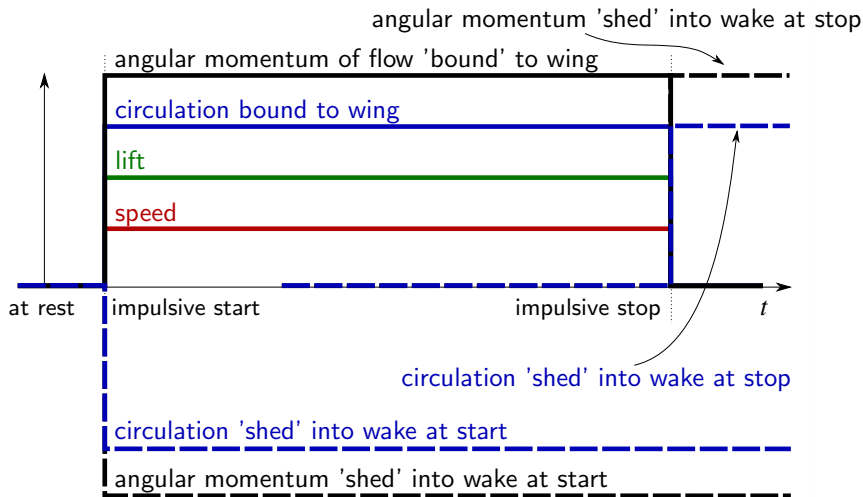 angular momentum 'shed' into wake at stop
angular momentum of flow 'bound' to wing
circulation bound to wing
lift
speed
at rest
impulsive start
impulsive stop
t
circulation 'shed' into wake at stop
circulation 'shed' into wake at start
angular momentum 'shed' into wake at start